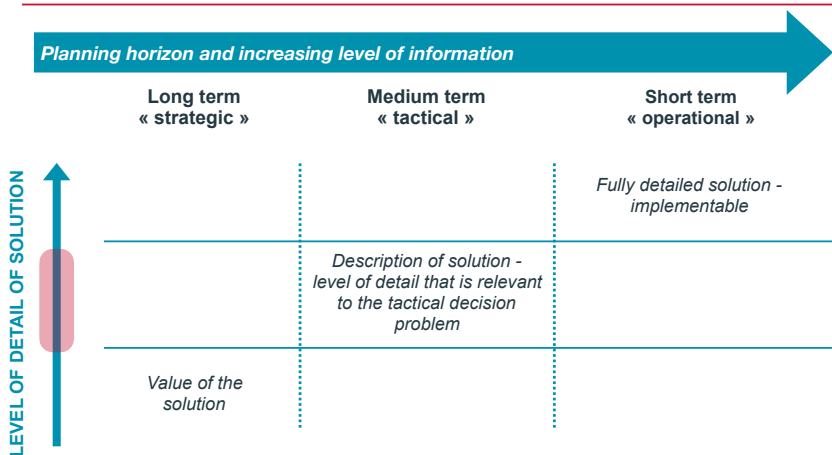 Planning horizon and increasing level of information
Long term
« strategic »
Medium term
« tactical »
Short term
« operational »
LEVEL OF DETAIL OF SOLUTION
Fully detailed solution -
implementable
Description of solution -
level of detail that is relevant
to the tactical decision
problem
Value of the
solution